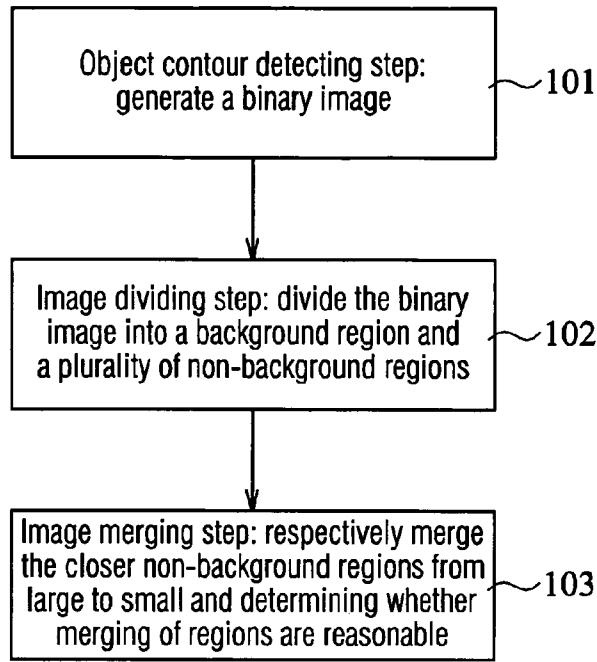 Object contour detecting step:
generate a binary image
101
Image dividing step: divide the binary
image into a background region and
a plurality of non-background regions
102
Image merging step: respectively merge
the closer non-background regions from
large to small and determining whether
merging of regions are reasonable
103